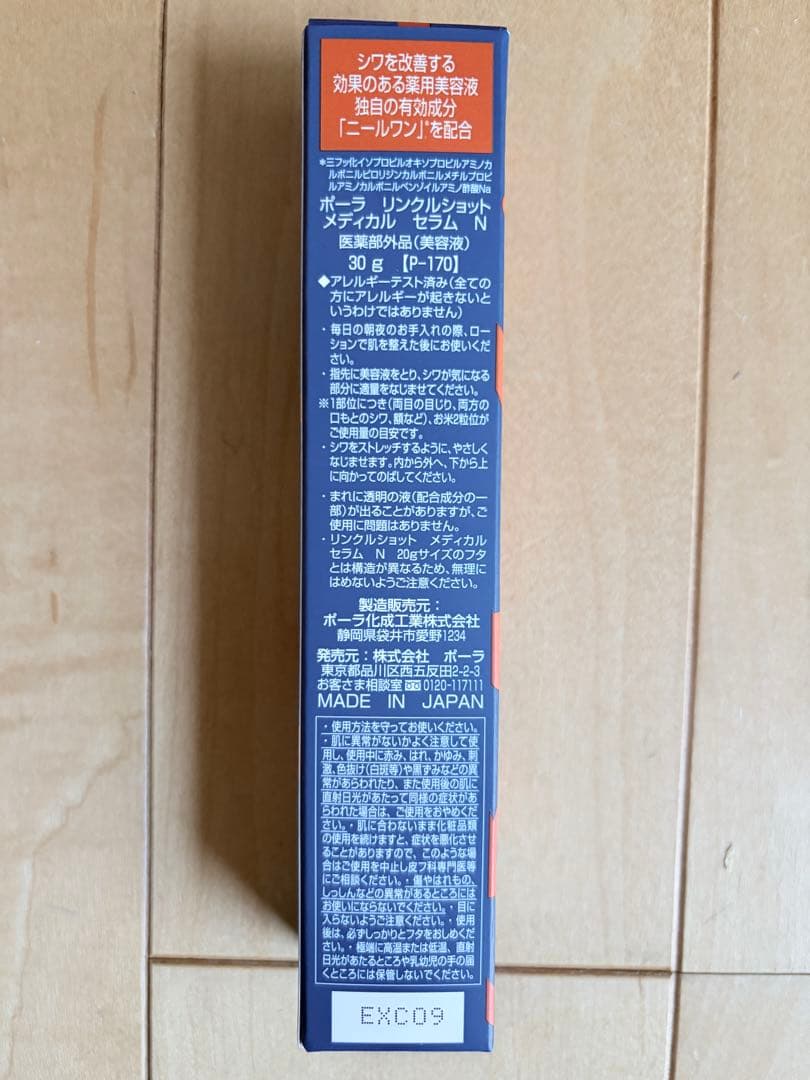 シワを改善する
効果のある薬用美容液
独自の有効成分
「ニールワン」*を配合
*三フッ化イソプロピルオキソプロピルアミノカ
ルボニルピロリジンカルボニルメチルプロピ
ルアミノカルボニルベンゾイルアミノ酢酸Na
ポーラ リンクルショット
メディカル セラム N
医薬部外品(美容液)
30g 【P-170】
◆アレルギーテスト済み(全ての
方にアレルギーが起きないと
いうわけではありません)
・毎日の朝夜のお手入れの際、ロー
ションで肌を整えた後にお使いくだ
さい。
・指先に美容液をとり、シワが気になる
部分に適量をなじませてください。
※1部位につき(両目の目じり、両方の
口もとのシワ、額など)、お米2粒位が
ご使用量の目安です。
・シワをストレッチするように、やさしく
なじませます。内から外へ、下から上
に向かってのばしてください。
・まれに透明の液(配合成分の一
部)が出ることがありますが、ご
使用に問題はありません。
・リンクルショット メディカル
セラム N 20gサイズのフタ
とは構造が異なるため、無理に
はめないようご注意ください。
製造販売元:
ポーラ化成工業株式会社
静岡県袋井市愛野1234
発売元:株式会社 ポーラ
東京都品川区西五反田2-2-3
お客さま相談室 0120-117111
MADE IN JAPAN
・使用方法を守ってお使いください。
・肌に異常がないかよく注意して使
用し、使用中に赤み、はれ、かゆみ、刺
激、色抜け(白斑等)や黒ずみなどの異
常があらわれたり、また使用後の肌に
直射日光があたって同様の症状があ
らわれた場合は、ご使用をおやめくだ
さい。・肌に合わないまま化粧品類
の使用を続けますと、症状を悪化させ
ることがありますので、このような場
合はご使用を中止し皮フ科専門医等
にご相談ください。・傷やはれもの、
しっしんなどの異常があるところには
お使いにならないでください。・目に
入らないようご注意ください。・使用
後は、必ずしっかりとフタをおしめくだ
さい。・極端に高温または低温、直射
日光があたるところや乳幼児の手の届
くところには保管しないでください。
EXC09